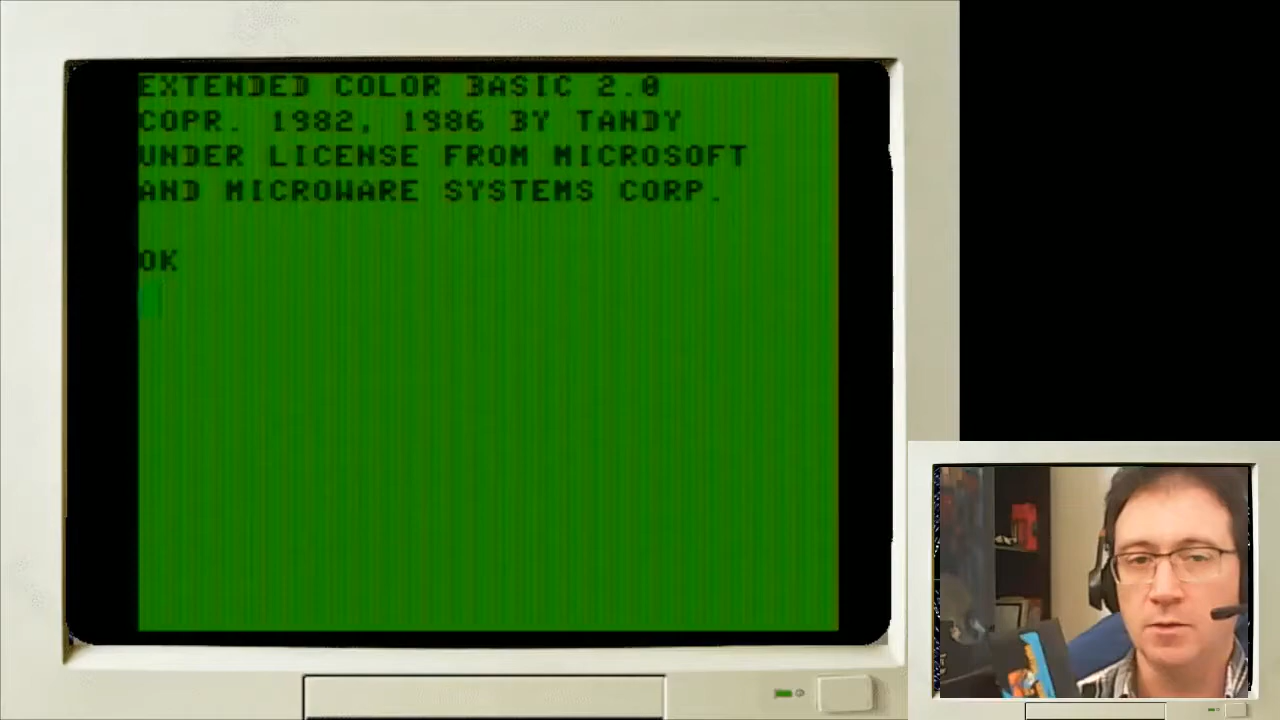 EXTENDED COLOR BASIC 2.0
COPR. 1982, 1986 BY TANDY
UNDER LICENSE FROM MICROSOFT
AND MICROWARE SYSTEMS CORP.
OK